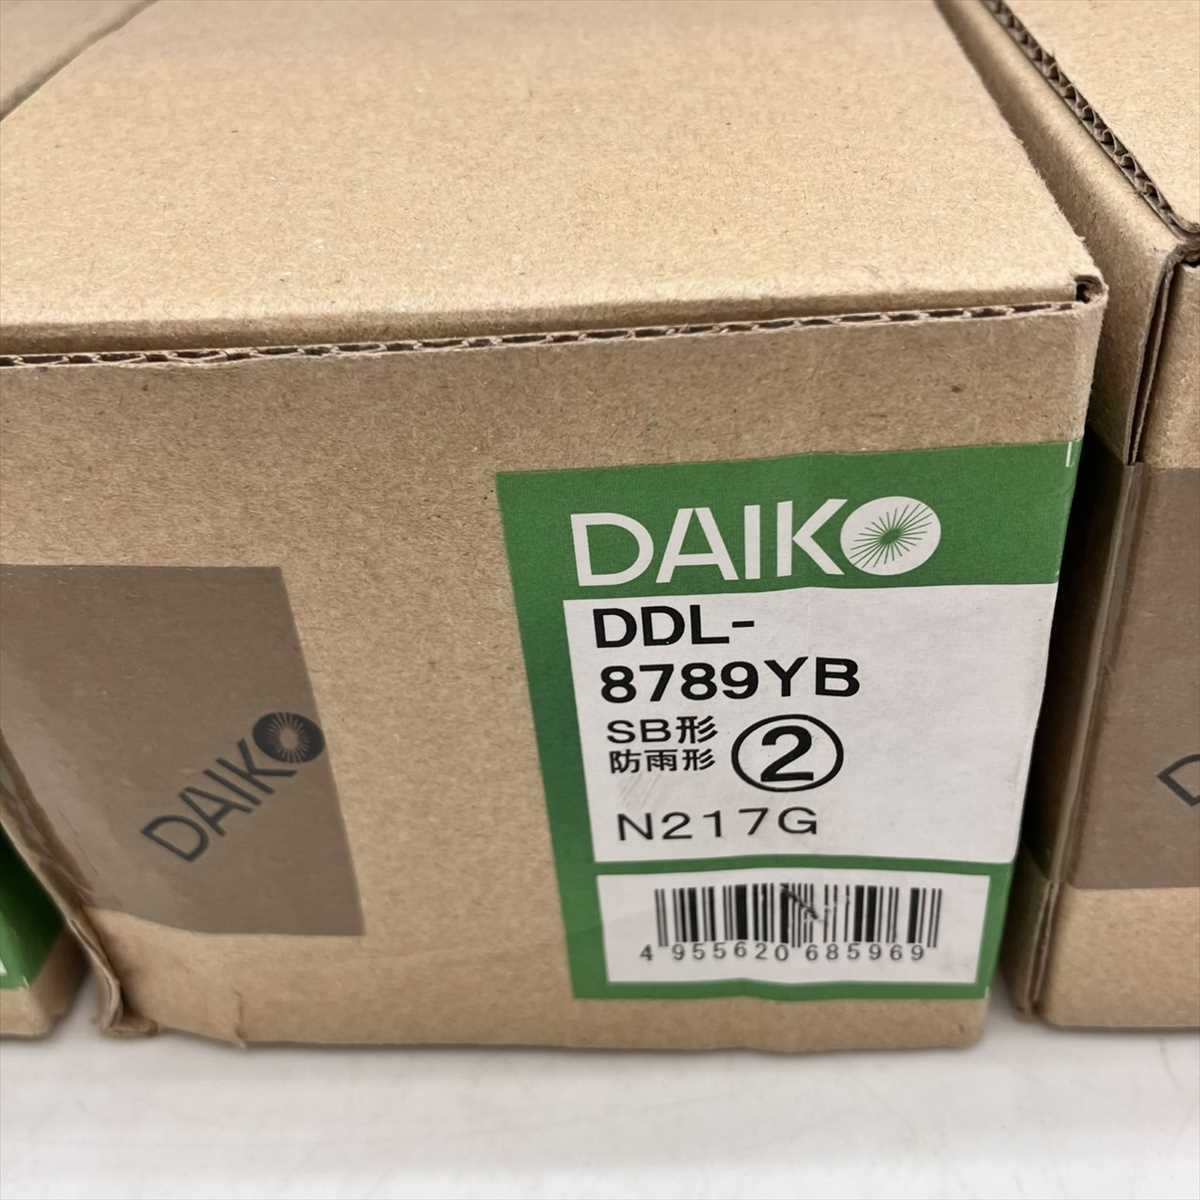 DAIKO
DDL-
8789YB
SB形
防雨形
②
N217G
4 955620 685969
DAIKO
D